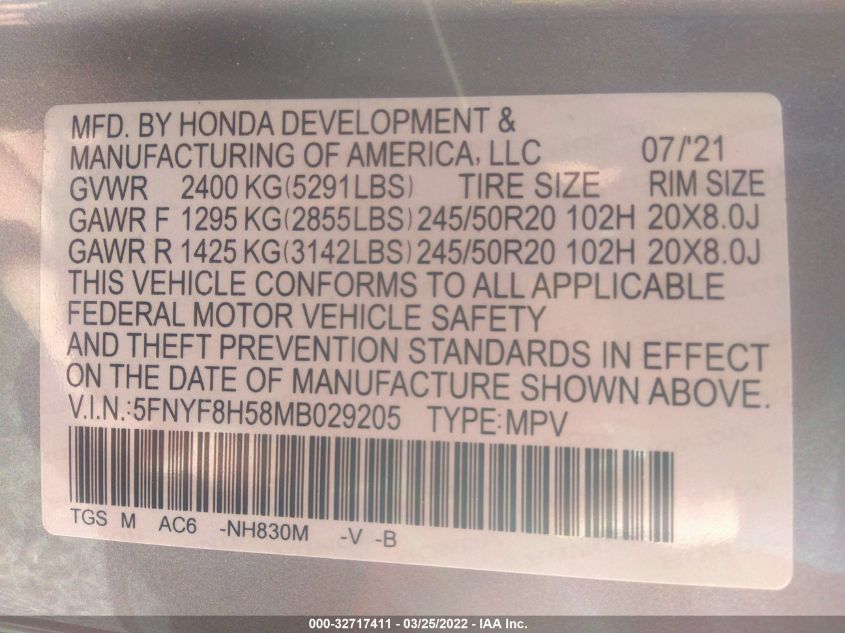 MFD. BY HONDA DEVELOPMENT &
MANUFACTURING OF AMERICA, LLC 07/'21
GVWR 2400 KG(5291LBS) TIRE SIZE RIM SIZE
GAWR F 1295 KG(2855LBS) 245/50R20 102H 20X8.0J
GAWR R 1425 KG(3142LBS) 245/50R20 102H 20X8.0J
THIS VEHICLE CONFORMS TO ALL APPLICABLE
FEDERAL MOTOR VEHICLE SAFETY
AND THEFT PREVENTION STANDARDS IN EFFECT
ON THE DATE OF MANUFACTURE SHOWN ABOVE.
V.I.N.:5FNYF8H58MB029205 TYPE:MPV
TGS M AC6 -NH830M -V -B
000-32717411 - 03/25/2022 - IAA Inc.